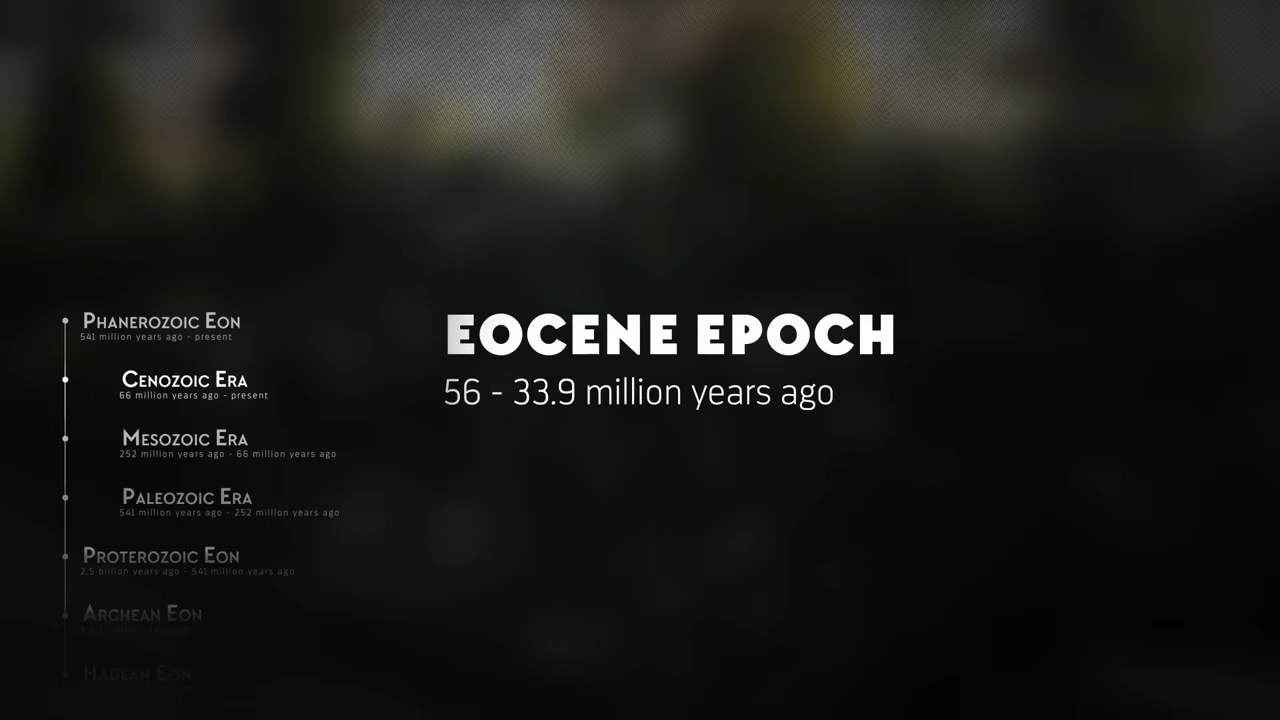 Phanerozoic Eon
541 million years ago - present
Cenozoic Era
66 million years ago - present
Mesozoic Era
252 million years ago - 66 million years ago
Paleozoic Era
541 million years ago - 252 million years ago
Proterozoic Eon
2.5 billion years ago - 541 million years ago
Archean Eon
Hadean Eon
EOCENE EPOCH
56 - 33.9 million years ago